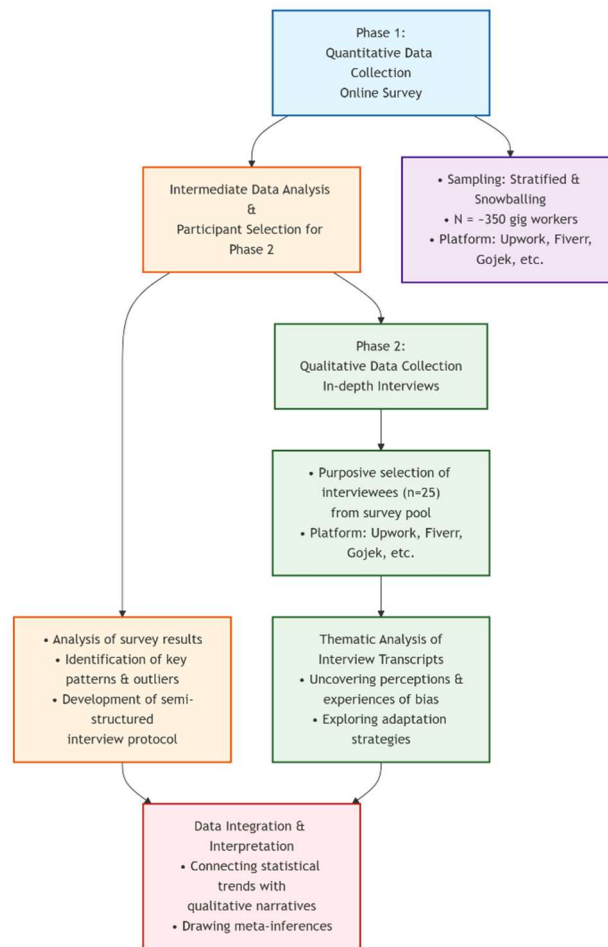 Phase 1:
Quantitative Data
Collection
Online Survey
Intermediate Data Analysis
&
Participant Selection for
Phase 2
• Sampling: Stratified &
Snowballing
• N = ~350 gig workers
• Platform: Upwork, Fiverr,
Gojek, etc.
Phase 2:
Qualitative Data Collection
In-depth Interviews
• Purposive selection of
interviewees (n=25)
from survey pool
• Platform: Upwork, Fiverr,
Gojek, etc.
• Analysis of survey results
• Identification of key
patterns & outliers
• Development of semi-
structured
interview protocol
Thematic Analysis of
Interview Transcripts
• Uncovering perceptions &
experiences of bias
• Exploring adaptation
strategies
Data Integration &
Interpretation
• Connecting statistical
trends with
qualitative narratives
• Drawing meta-inferences